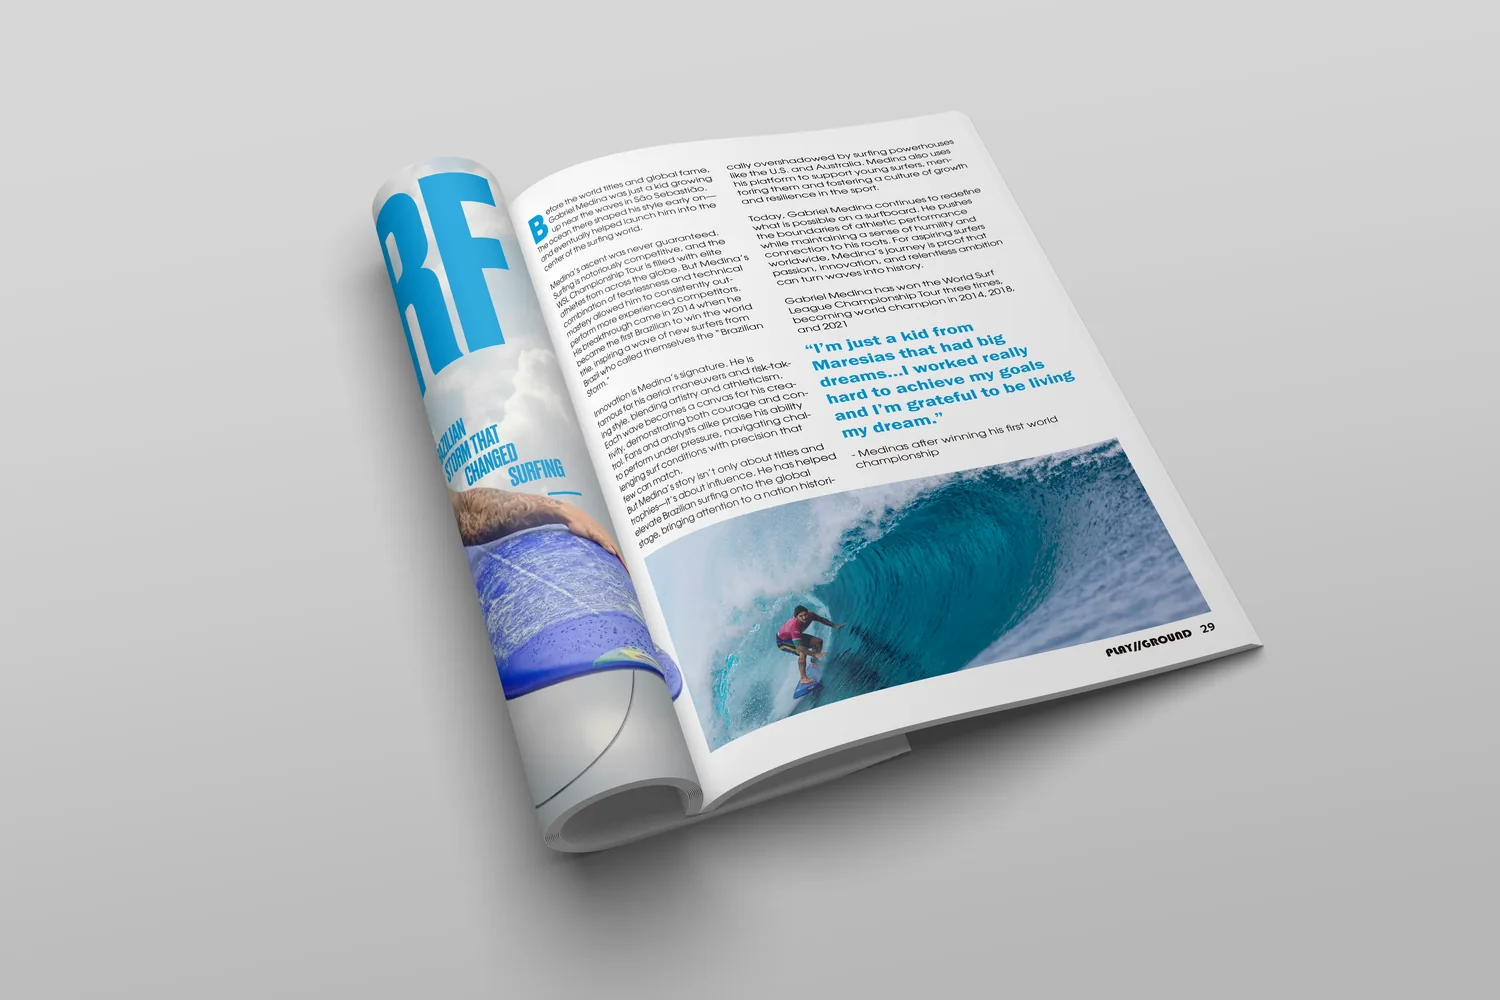 RF
AZILIAN
STORM THAT
CHANGED
SURFING
Before the world titles and global fame,
Gabriel Medina was just a kid growing
up near the waves in São Sebastião.
the ocean there shaped his style early on—
and eventually helped launch him into the
center of the surfing world.
Medina's ascent was never guaranteed.
Surfing is notoriously competitive, and the
WSL Championship Tour is filled with elite
athletes from across the globe. But Medina's
combination of fearlessness and technical
mastery allowed him to consistently out-
perform more experienced competitors.
His breakthrough came in 2014 when he
became the first Brazilian to win the world
title, inspiring a wave of new surfers from
Brazil who called themselves the "Brazilian
Storm."
Innovation is Medina's signature. He is
famous for his aerial maneuvers and risk-tak-
ing style, blending artistry and athleticism.
Each wave becomes a canvas for his crea-
tivity, demonstrating both courage and con-
trol. Fans and analysts alike praise his ability
to perform under pressure, navigating chal-
lenging surf conditions with precision that
few can match.
But Medina's story isn't only about titles and
trophies—it's about influence. He has helped
elevate Brazilian surfing onto the global
stage, bringing attention to a nation histori-
cally overshadowed by surfing powerhouses
like the U.S. and Australia. Medina also uses
his platform to support young surfers, men-
toring them and fostering a culture of growth
and resilience in the sport.
Today, Gabriel Medina continues to redefine
what is possible on a surfboard. He pushes
the boundaries of athletic performance
while maintaining a sense of humility and
connection to his roots. For aspiring surfers
worldwide, Medina's journey is proof that
passion, innovation, and relentless ambition
can turn waves into history.
Gabriel Medina has won the World Surf
League Championship Tour three times,
becoming world champion in 2014, 2018,
and 2021
"I'm just a kid from
Maresias that had big
dreams...I worked really
hard to achieve my goals
and I'm grateful to be living
my dream."
- Medinas after winning his first world
championship
PLAY//GROUND 29